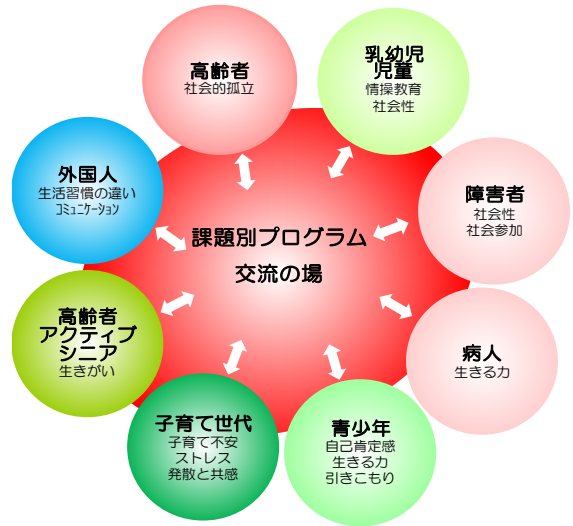 高齢者
社会的孤立
乳幼児
児童
情操教育
社会性
外国人
生活習慣の違い
ｺﾐｭﾆｹｰｼｮﾝ
障害者
社会性
社会参加
課題別プログラム
交流の場
高齢者
アクティブ
シニア
生きがい
病人
生きる力
子育て世代
子育て不安
ストレス
発散と共感
青少年
自己肯定感
生きる力
引きこもり